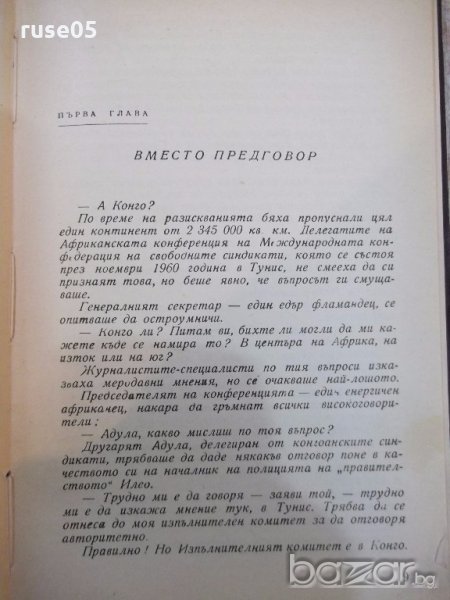 ruse05
ПЪРВА ГЛАВА
ВМЕСТО ПРЕДГОВОР
— А Конго?
По време на разискванията бяха пропуснали цял
един континент от 2 345 000 кв. км. Делегатите на
Африканската конференция на Международната кон-
федерация на свободните синдикати, която се състоя
през ноември 1960 година в Тунис, не смееха да си
признаят това, но беше явно, че въпросът ги смуща-
ваше.
Генералният секретар — един едър фламандец, се
опитваше да остроумничи.
— Конго ли? Питам ви, бихте ли могли да ми ка-
жете къде се намира то? В центъра на Африка, на
изток или на юг?
Журналистите-специалисти по тия въпроси изка-
зваха меродавни мнения, но се очакваше най-лошото.
Председателят на конференцията — един енергичен
африканец, накара да гръмнат всички високоговори-
тели:
— Адула, какво мислиш по тоя въпрос?
Другарят Адула, делегиран от конгоанските син-
дикати, трябваше да даде някакъв отговор поне в
качеството си на началник на полицията на „правител-
ството" Илео.
— Трудно ми е да говоря — заяви той, — трудно
ми е да изкажа мнение тук, в Тунис. Трябва да се
отнеса до моя изпълнителен комитет за да отговоря
авторитетно.
Правилно! Но Изпълнителният комитет е в Конго.
bazar.bg